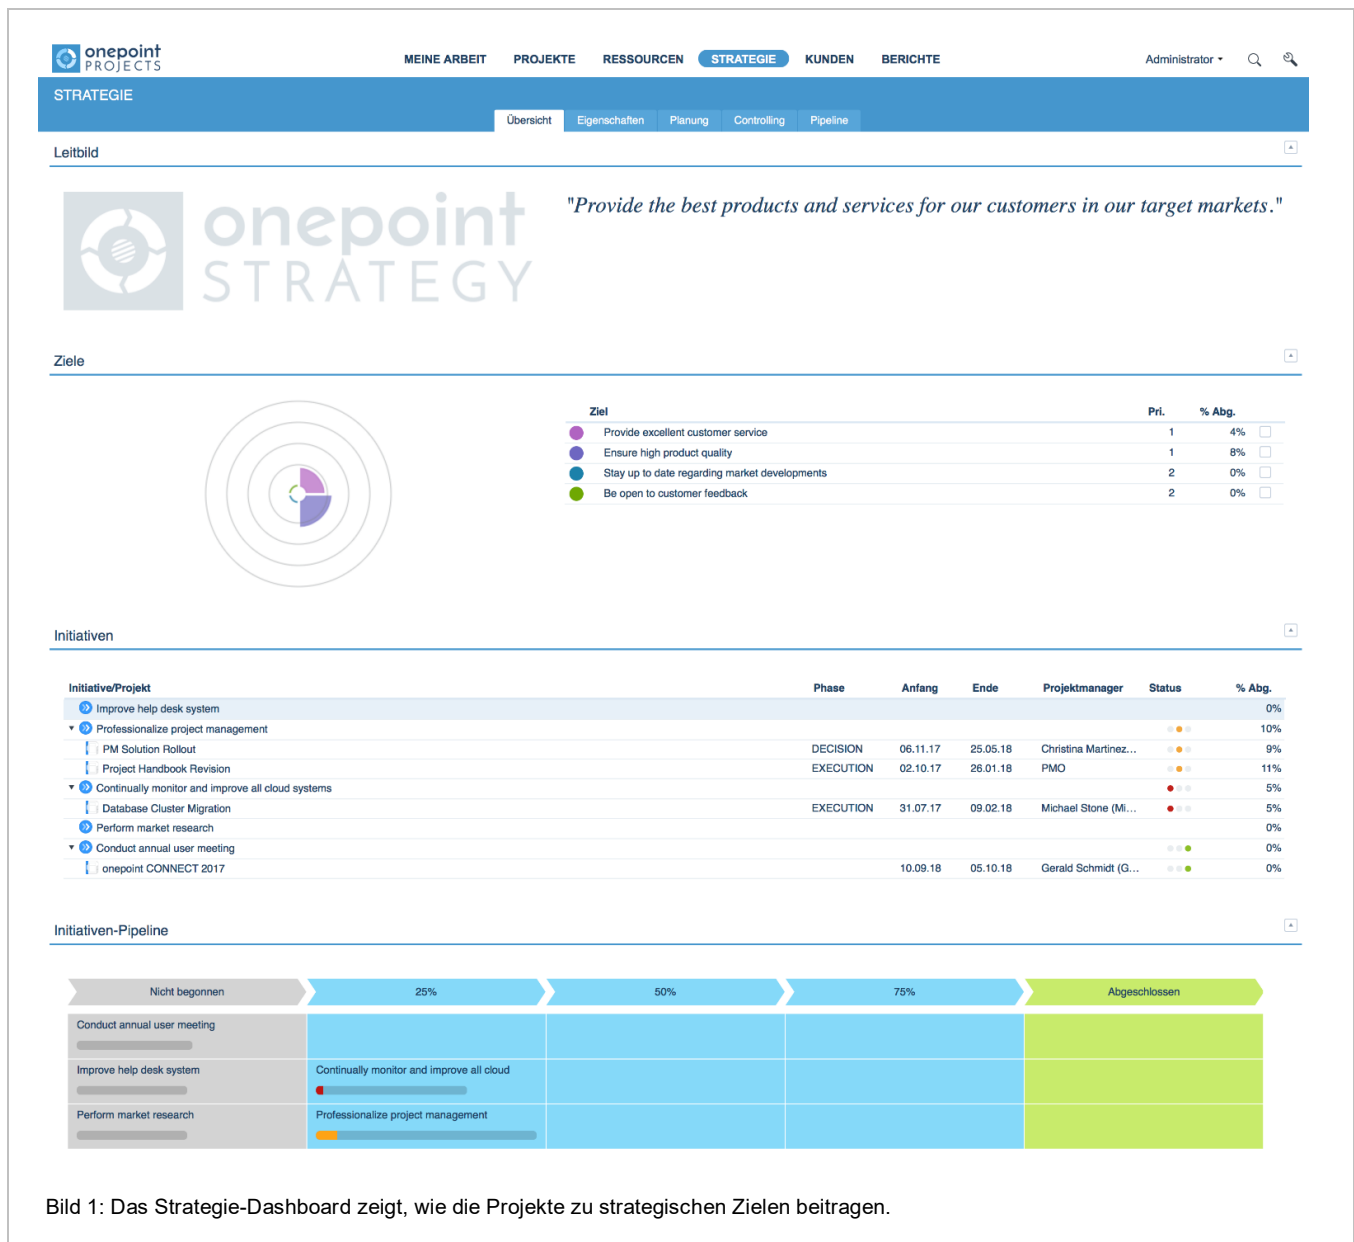 onepoint
PROJECTS
MEINE ARBEIT PROJEKTE RESSOURCEN STRATEGIE KUNDEN BERICHTE Administrator
STRATEGIE
Übersicht Eigenschaften Planung Controlling Pipeline
Leitbild
onepoint
STRATEGY
"Provide the best products and services for our customers in our target markets."
Ziele
Ziel Pri. % Abg.
Provide excellent customer service 1 4%
Ensure high product quality 1 8%
Stay up to date regarding market developments 2 0%
Be open to customer feedback 2 0%
Initiativen
Initiative/Projekt Phase Anfang Ende Projektmanager Status % Abg.
Improve help desk system 0%
Professionalize project management 10%
PM Solution Rollout DECISION 06.11.17 25.05.18 Christina Martinez... 9%
Project Handbook Revision EXECUTION 02.10.17 26.01.18 PMO 11%
Continually monitor and improve all cloud systems 5%
Database Cluster Migration EXECUTION 31.07.17 09.02.18 Michael Stone (Mi... 5%
Perform market research 0%
Conduct annual user meeting 0%
onepoint CONNECT 2017 10.09.18 05.10.18 Gerald Schmidt (G... 0%
Initiativen-Pipeline
Nicht begonnen 25% 50% 75% Abgeschlossen
Conduct annual user meeting
Improve help desk system Continually monitor and improve all cloud
Perform market research Professionalize project management
Bild 1: Das Strategie-Dashboard zeigt, wie die Projekte zu strategischen Zielen beitragen.